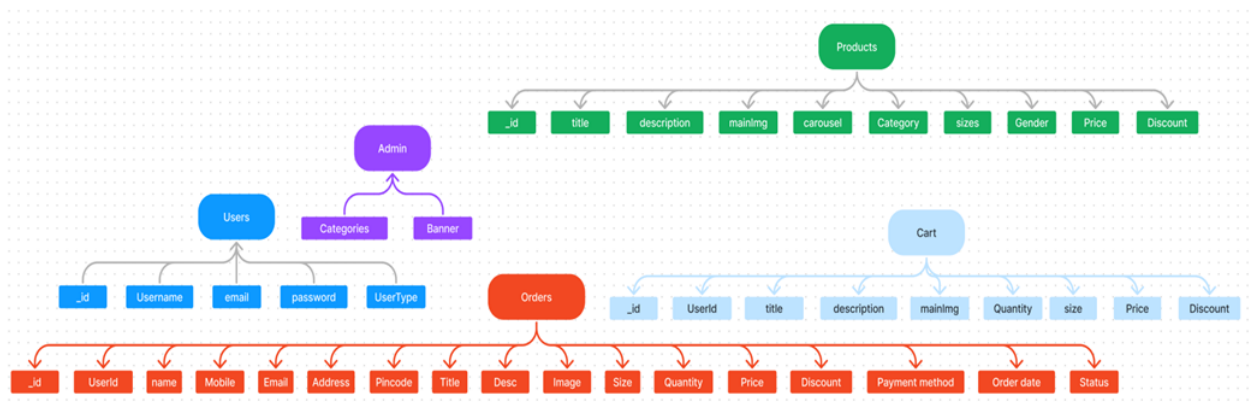 Products
_id title description mainImg carousel Category sizes Gender Price Discount
Admin
Categories Banner
Users
_id Username email password UserType
Cart
_id UserId title description mainImg Quantity size Price Discount
Orders
_id UserId name Mobile Email Address Pincode Title Desc Image Size Quantity Price Discount Payment method Order date Status